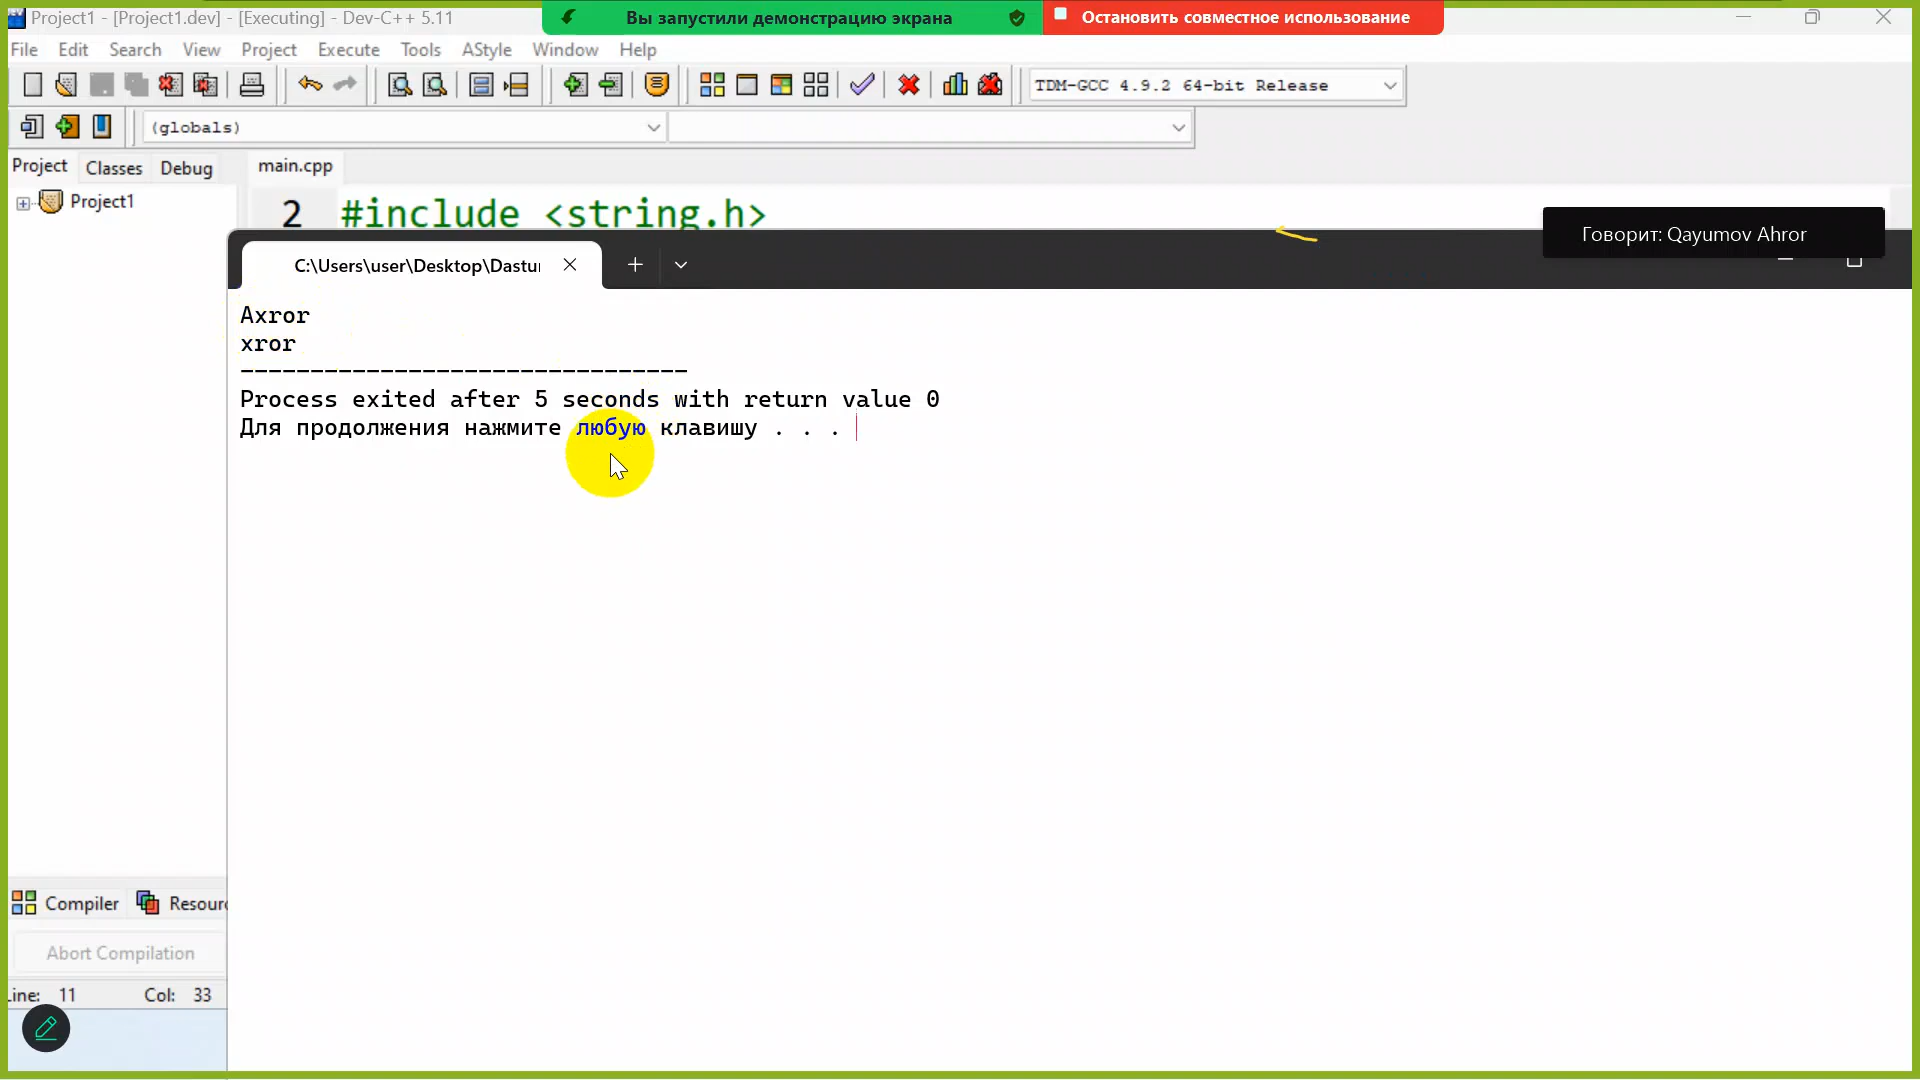 Project1 - [Project1.dev] - [Executing] - Dev-C++ 5.11
Вы запустили демонстрацию экрана
Остановить совместное использование
File Edit Search View Project Execute Tools AStyle Window Help
TDM-GCC 4.9.2 64-bit Release
(globals)
Project Classes Debug
main.cpp
Project1
2 #include <string.h>
Говорит: Qayumov Ahror
C:\Users\user\Desktop\Dastu
Axror
xror
--------------------------------
Process exited after 5 seconds with return value 0
Для продолжения нажмите любую клавишу . . .
Compiler Resour
Abort Compilation
Line: 11 Col: 33